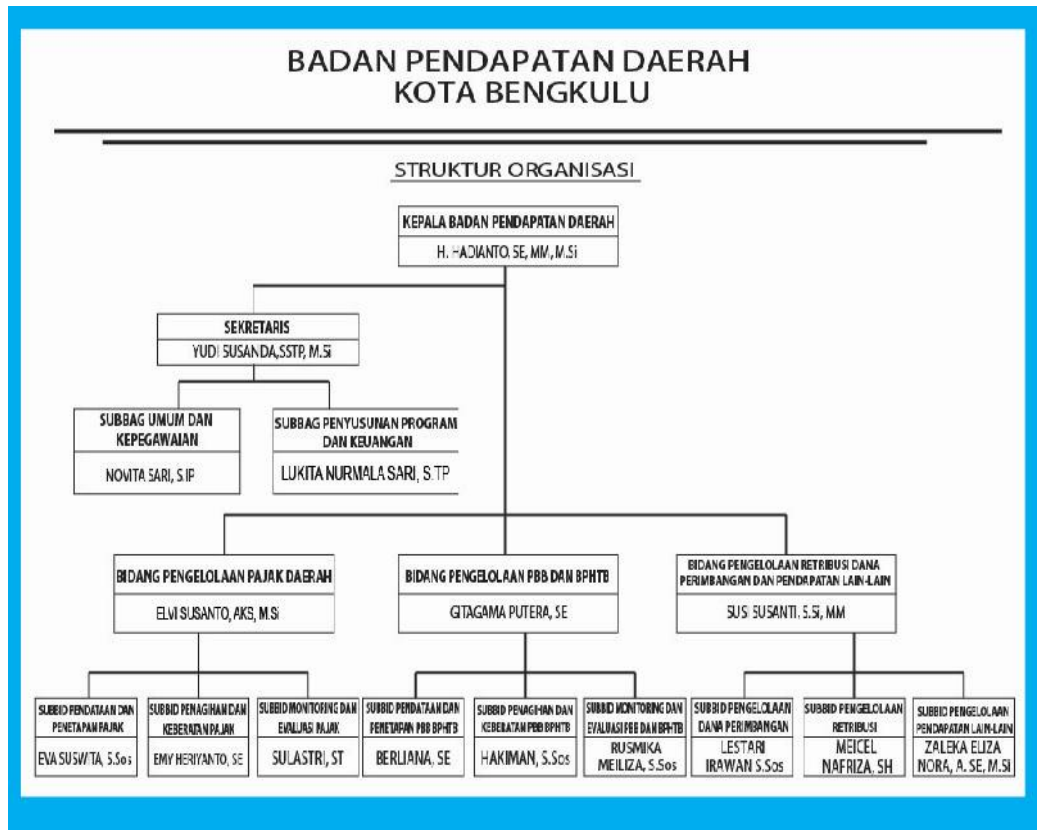 BADAN PENDAPATAN DAERAH
KOTA BENGKULU
STRUKTUR ORGANISASI
KEPALA BADAN PENDAPATAN DAERAH
H. HADIANTO, SE, MM, M.Si
SEKRETARIS
YUDI SUSANDA,SSTP, M.Si
SUBBAG UMUM DAN
KEPEGAWAIAN
NOVITA SARI, S.IP
SUBBAG PENYUSUNAN PROGRAM
DAN KEUANGAN
LUKITA NURMALA SARI, S.TP
BIDANG PENGELOLAAN PAJAK DAERAH
ELVI SUSANTO, AKS, M.Si
BIDANG PENGELOLAAN PBB DAN BPHTB
GITAGAMA PUTERA, SE
BIDANG PENGELOLAAN RETRIBUSI DANA
PERIMBANGAN DAN PENDAPATAN LAIN-LAIN
SUSI SUSANTI, S.Si, MM
SUBBID PENDATAAN DAN
PENETAPAN PAJAK
EVA SUSWITA, S.Sos
SUBBID PENAGIHAN DAN
KEBERATAN PAJAK
EMY HERIYANTO, SE
SUBBID MONITORING DAN
EVALUASI PAJAK
SULASTRI, ST
SUBBID PENDATAAN DAN
PENETAPAN PBB BPHTB
BERLIANA, SE
SUBBID PENAGIHAN DAN
KEBERATAN PBB BPHTB
HAKIMAN, S.Sos
SUBBID MONITORING DAN
EVALUASI PBB DAN BPHTB
RUSMIKA
MEILIZA, S.Sos
SUBBID PENGELOLAAN
DANA PERIMBANGAN
LESTARI
IRAWAN S.Sos
SUBBID PENGELOLAAN
RETRIBUSI
MEICEL
NAFRIZA, SH
SUBBID PENGELOLAAN
PENDAPATAN LAIN-LAIN
ZALEKA ELIZA
NORA, A. SE, M.Si